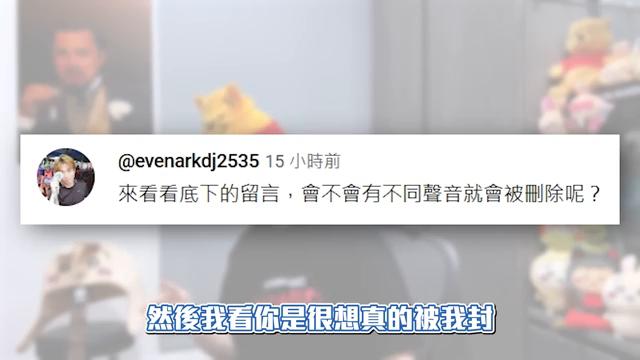 @evenarkdj2535 15 小時前
來看看底下的留言，會不會有不同聲音就會被刪除呢？
然後我看你是很想真的被我封